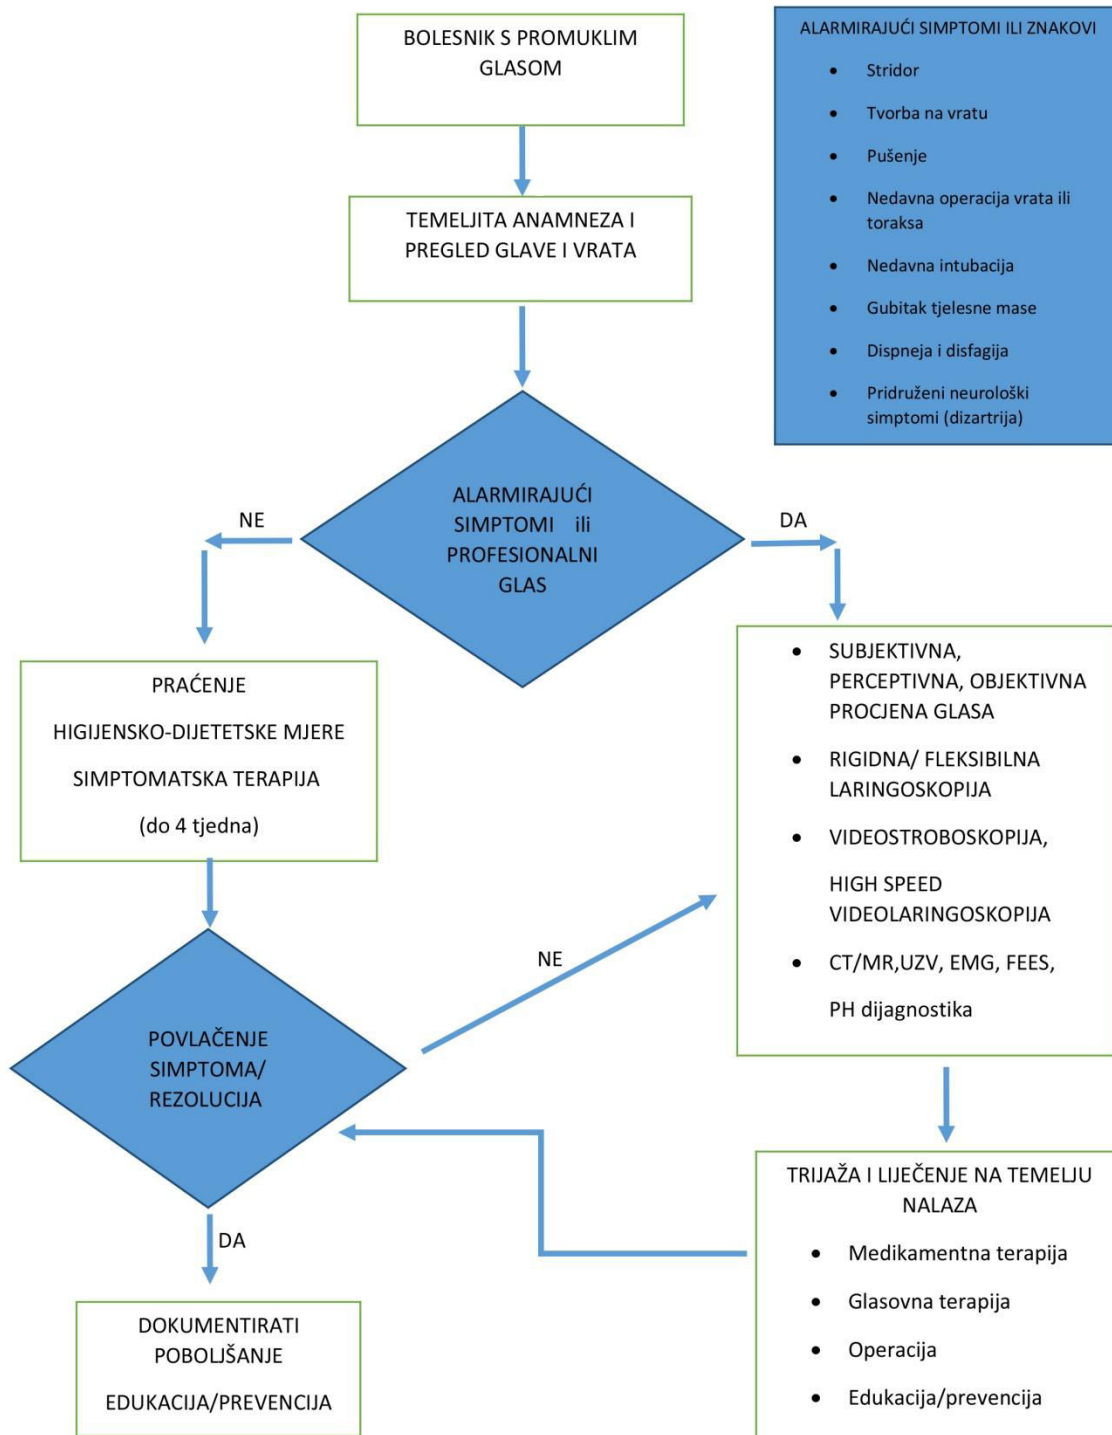 BOLESNIK S PROMUKLIM
GLASOM
ALARMIRAJUĆI SIMPTOMI ILI ZNAKOVI
• Stridor
• Tvorba na vratu
• Pušenje
• Nedavna operacija vrata ili
toraksa
• Nedavna intubacija
• Gubitak tjelesne mase
• Dispneja i disfagija
• Pridruženi neurološki
simptomi (dizartrija)
TEMELJITA ANAMNEZA I
PREGLED GLAVE I VRATA
ALARMIRAJUĆI
SIMPTOMI ili
PROFESIONALNI
GLAS
NE
DA
PRAĆENJE
HIGIJENSKO-DIJETETSKE MJERE
SIMPTOMATSKA TERAPIJA
(do 4 tjedna)
• SUBJEKTIVNA,
PERCEPTIVNA, OBJEKTIVNA
PROCJENA GLASA
• RIGIDNA/ FLEKSIBILNA
LARINGOSKOPIJA
• VIDEOSTROBOSKOPIJA,
HIGH SPEED
VIDEOLARINGOSKOPIJA
• CT/MR,UZV, EMG, FEES,
PH dijagnostika
NE
POVLAČENJE
SIMPTOMA/
REZOLUCIJA
DA
TRIJAŽA I LIJEČENJE NA TEMELJU
NALAZA
• Medikamentna terapija
• Glasovna terapija
• Operacija
• Edukacija/prevencija
DOKUMENTIRATI
POBOLJŠANJE
EDUKACIJA/PREVENCIJA